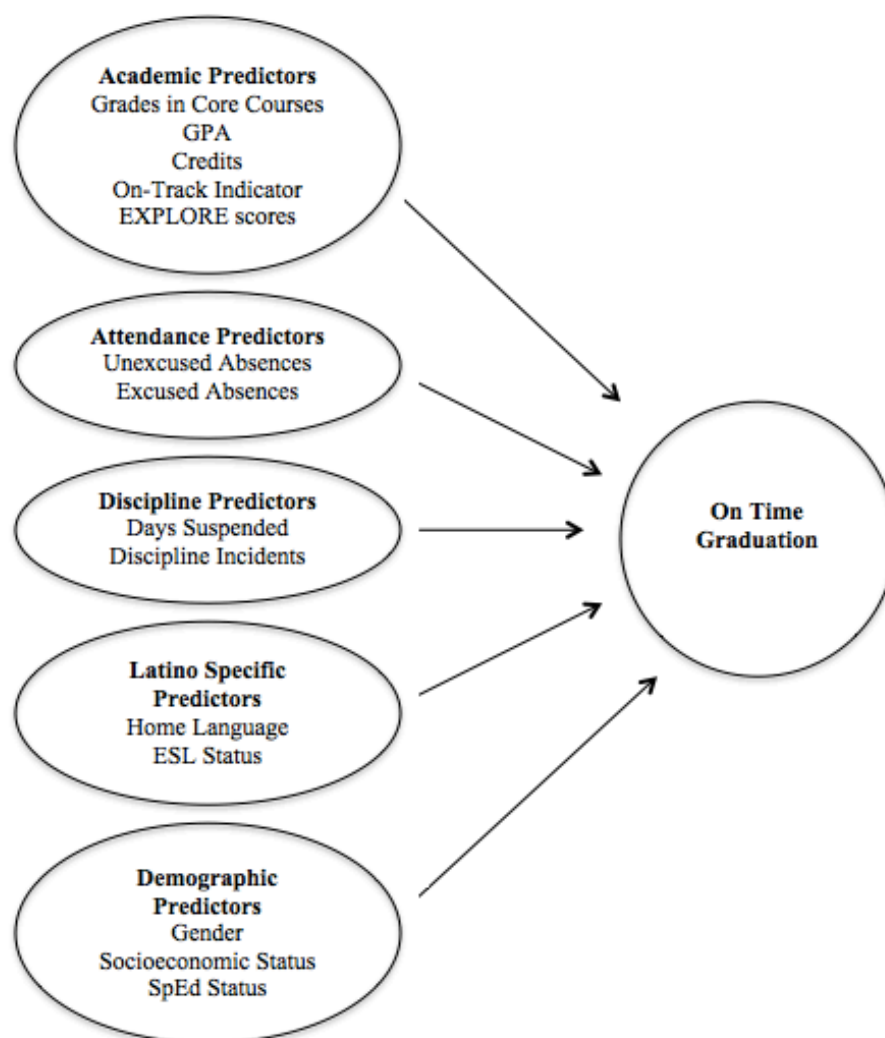 Academic Predictors
Grades in Core Courses
GPA
Credits
On-Track Indicator
EXPLORE scores
Attendance Predictors
Unexcused Absences
Excused Absences
Discipline Predictors
Days Suspended
Discipline Incidents
Latino Specific
Predictors
Home Language
ESL Status
Demographic
Predictors
Gender
Socioeconomic Status
SpEd Status
On Time
Graduation